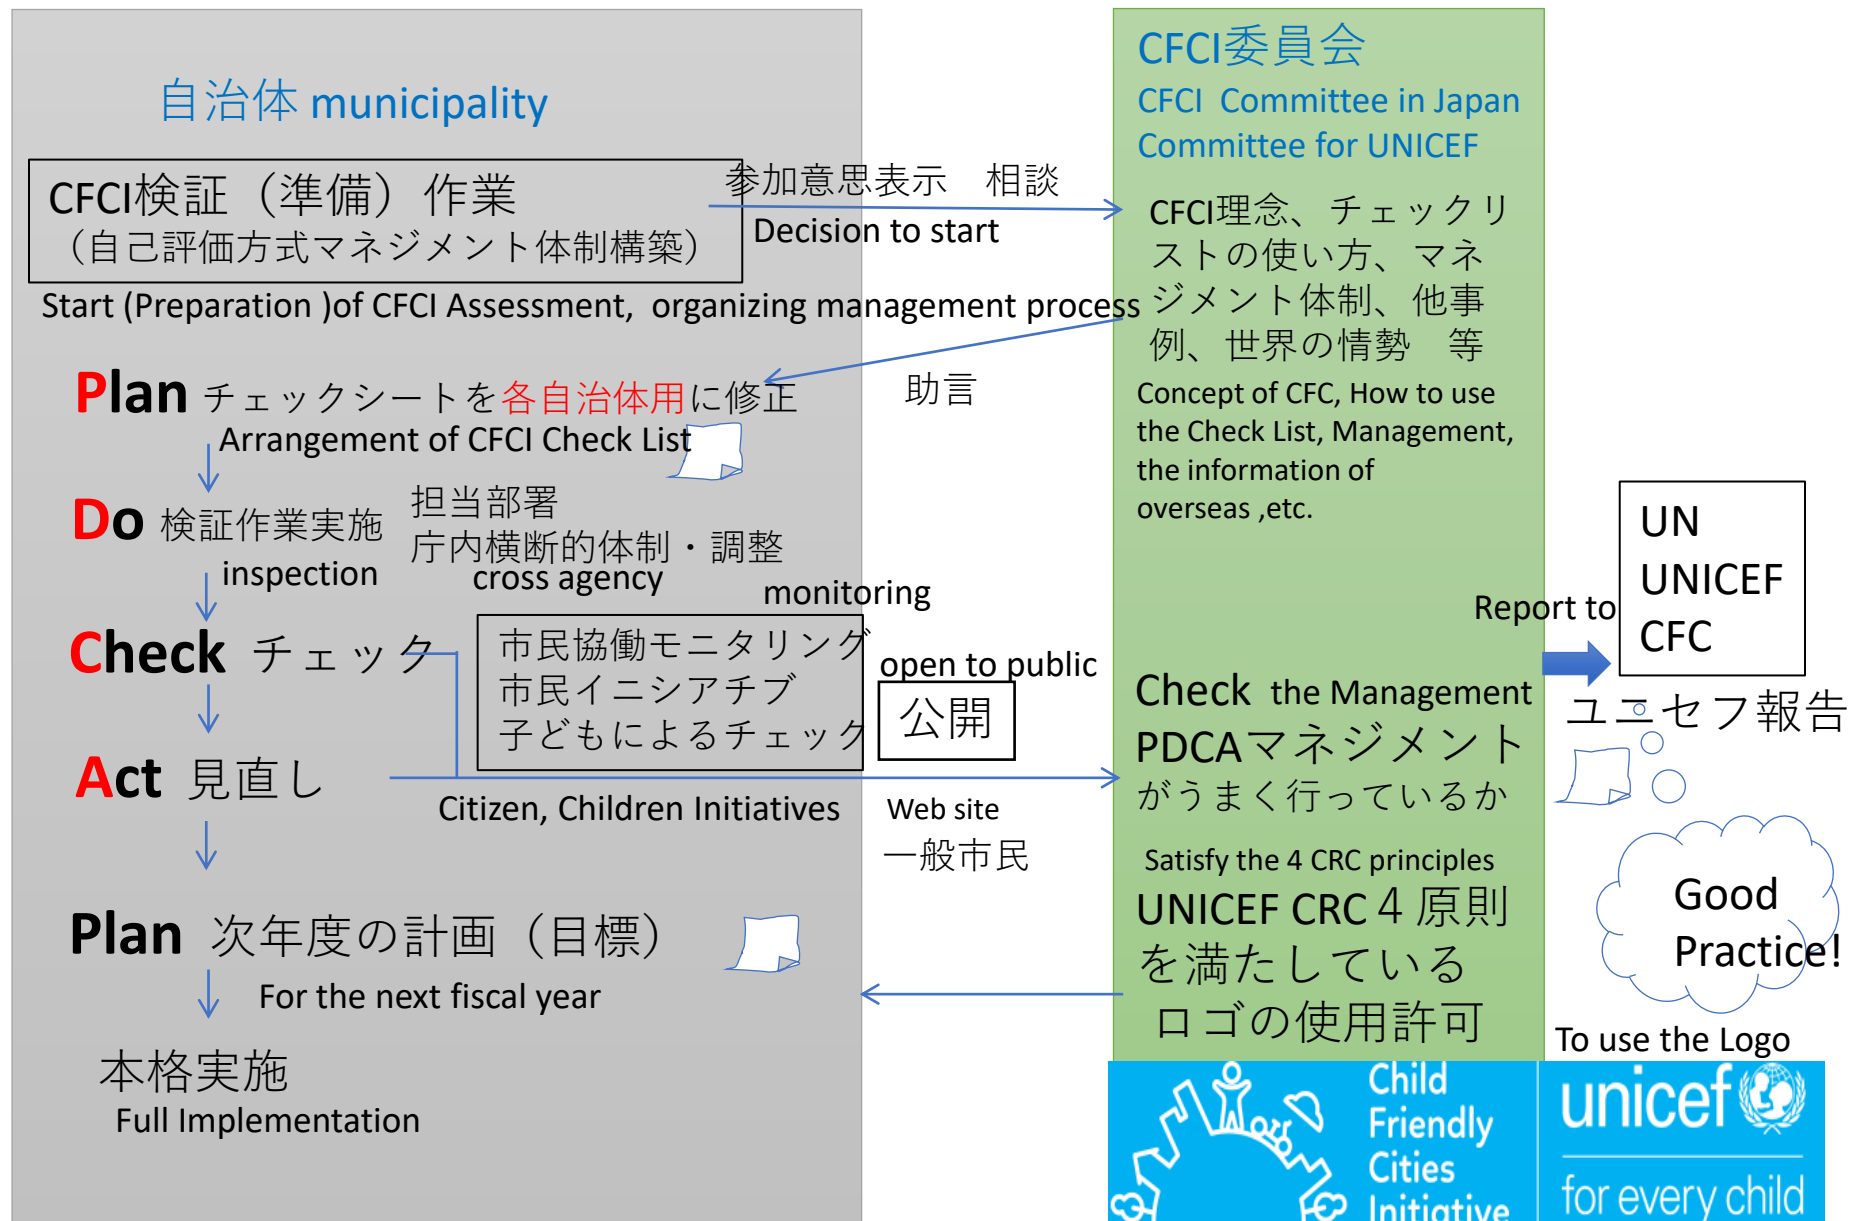 自治体 municipality
CFCI検証（準備）作業
（自己評価方式マネジメント体制構築）
Start (Preparation )of CFCI Assessment,  organizing management process
参加意思表示　相談
Decision to start
助言
Plan チェックシートを各自治体用に修正
Arrangement of CFCI Check List
Do 検証作業実施
inspection
担当部署
庁内横断的体制・調整
cross agency
monitoring
Check チェック
市民協働モニタリング
市民イニシアチブ
子どもによるチェック
open to public
公開
Act 見直し
Citizen, Children Initiatives
Web site
一般市民
Plan 次年度の計画（目標）
For the next fiscal year
本格実施
Full Implementation
CFCI委員会
CFCI  Committee in Japan
Committee for UNICEF
CFCI理念、チェックリ
ストの使い方、マネ
ジメント体制、他事
例、世界の情勢　等
Concept of CFC, How to use
the Check List, Management,
the information of
overseas ,etc.
Check  the Management
PDCAマネジメント
がうまく行っているか
Satisfy the 4 CRC principles
UNICEF CRC４原則
を満たしている
ロゴの使用許可
Report to
UN
UNICEF
CFC
ユニセフ報告
Good
Practice!
To use the Logo
Child
Friendly
Cities
Initiative
unicef
for every child